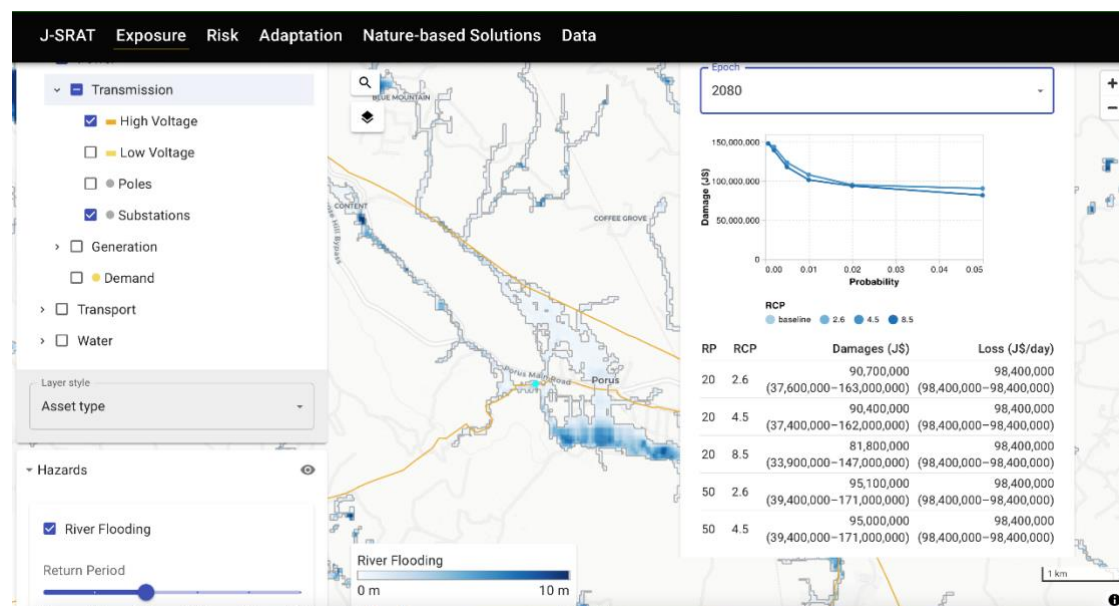 J-SRAT Exposure Risk Adaptation Nature-based Solutions Data
Transmission
High Voltage
Low Voltage
Poles
Substations
Generation
Demand
Transport
Water
Layer style
Asset type
Hazards
River Flooding
Return Period
BLUE MOUNTAIN
CONTENT
COFFEE GROVE
Hill Bypass
Porus Main Road
Porus
River Flooding
0 m 10 m
Epoch
2080
150,000,000
100,000,000
50,000,000
0
Damage (J$)
0.00 0.01 0.02 0.03 0.04 0.05
Probability
RCP
baseline 2.6 4.5 8.5
RP RCP Damages (J$) Loss (J$/day)
20 2.6 90,700,000 98,400,000
(37,600,000–163,000,000) (98,400,000–98,400,000)
20 4.5 90,400,000 98,400,000
(37,400,000–162,000,000) (98,400,000–98,400,000)
20 8.5 81,800,000 98,400,000
(33,900,000–147,000,000) (98,400,000–98,400,000)
50 2.6 95,100,000 98,400,000
(39,400,000–171,000,000) (98,400,000–98,400,000)
50 4.5 95,000,000 98,400,000
(39,400,000–171,000,000) (98,400,000–98,400,000)
+
−
1 km